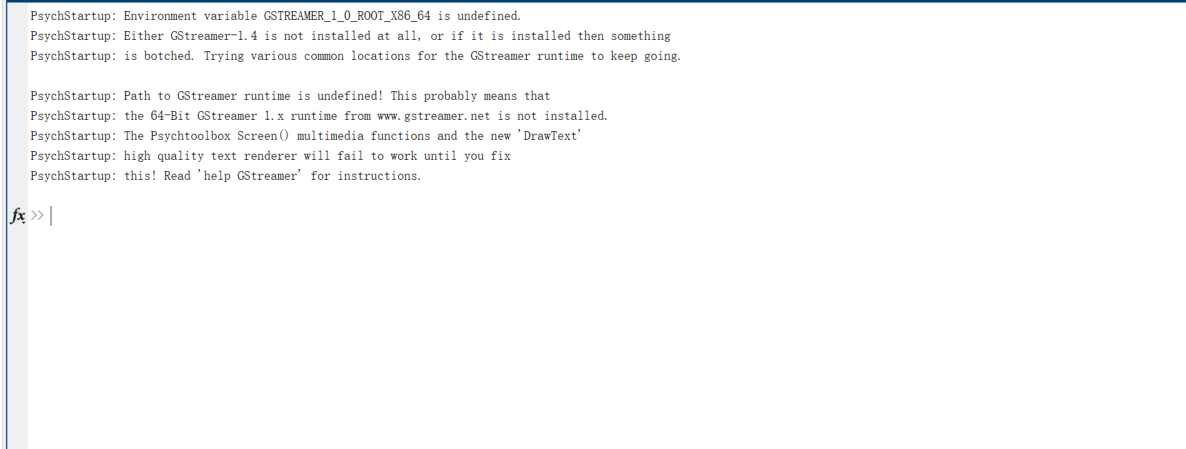 PsychStartup: Environment variable GSTREAMER_1_0_ROOT_X86_64 is undefined.
PsychStartup: Either GStreamer-1.4 is not installed at all, or if it is installed then something
PsychStartup: is botched. Trying various common locations for the GStreamer runtime to keep going.
PsychStartup: Path to GStreamer runtime is undefined! This probably means that
PsychStartup: the 64-Bit GStreamer 1.x runtime from www.gstreamer.net is not installed.
PsychStartup: The Psychtoolbox Screen() multimedia functions and the new 'DrawText'
PsychStartup: high quality text renderer will fail to work until you fix
PsychStartup: this! Read 'help GStreamer' for instructions.
fx >>